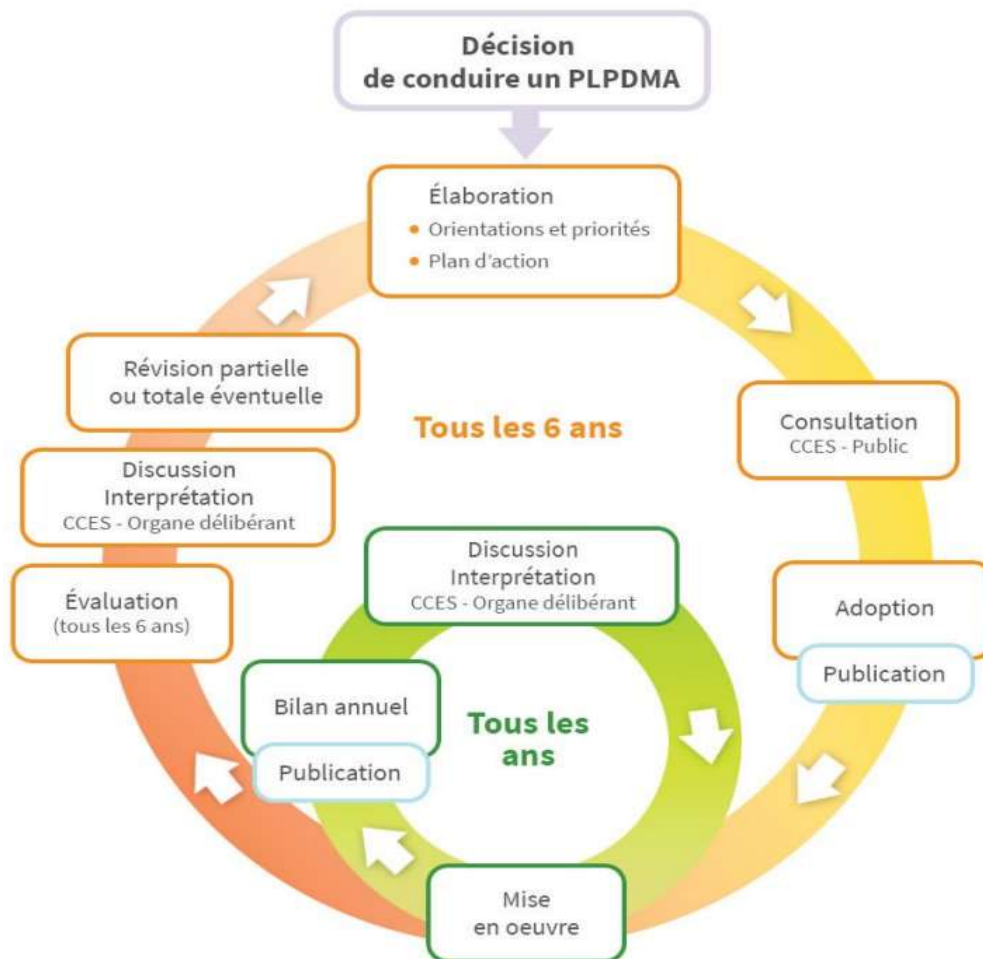 Décision
de conduire un PLPDMA
Élaboration
• Orientations et priorités
• Plan d'action
Révision partielle
ou totale éventuelle
Tous les 6 ans
Consultation
CCES - Public
Discussion
Interprétation
CCES - Organe délibérant
Discussion
Interprétation
CCES - Organe délibérant
Évaluation
(tous les 6 ans)
Adoption
Publication
Bilan annuel
Publication
Tous les
ans
Mise
en oeuvre